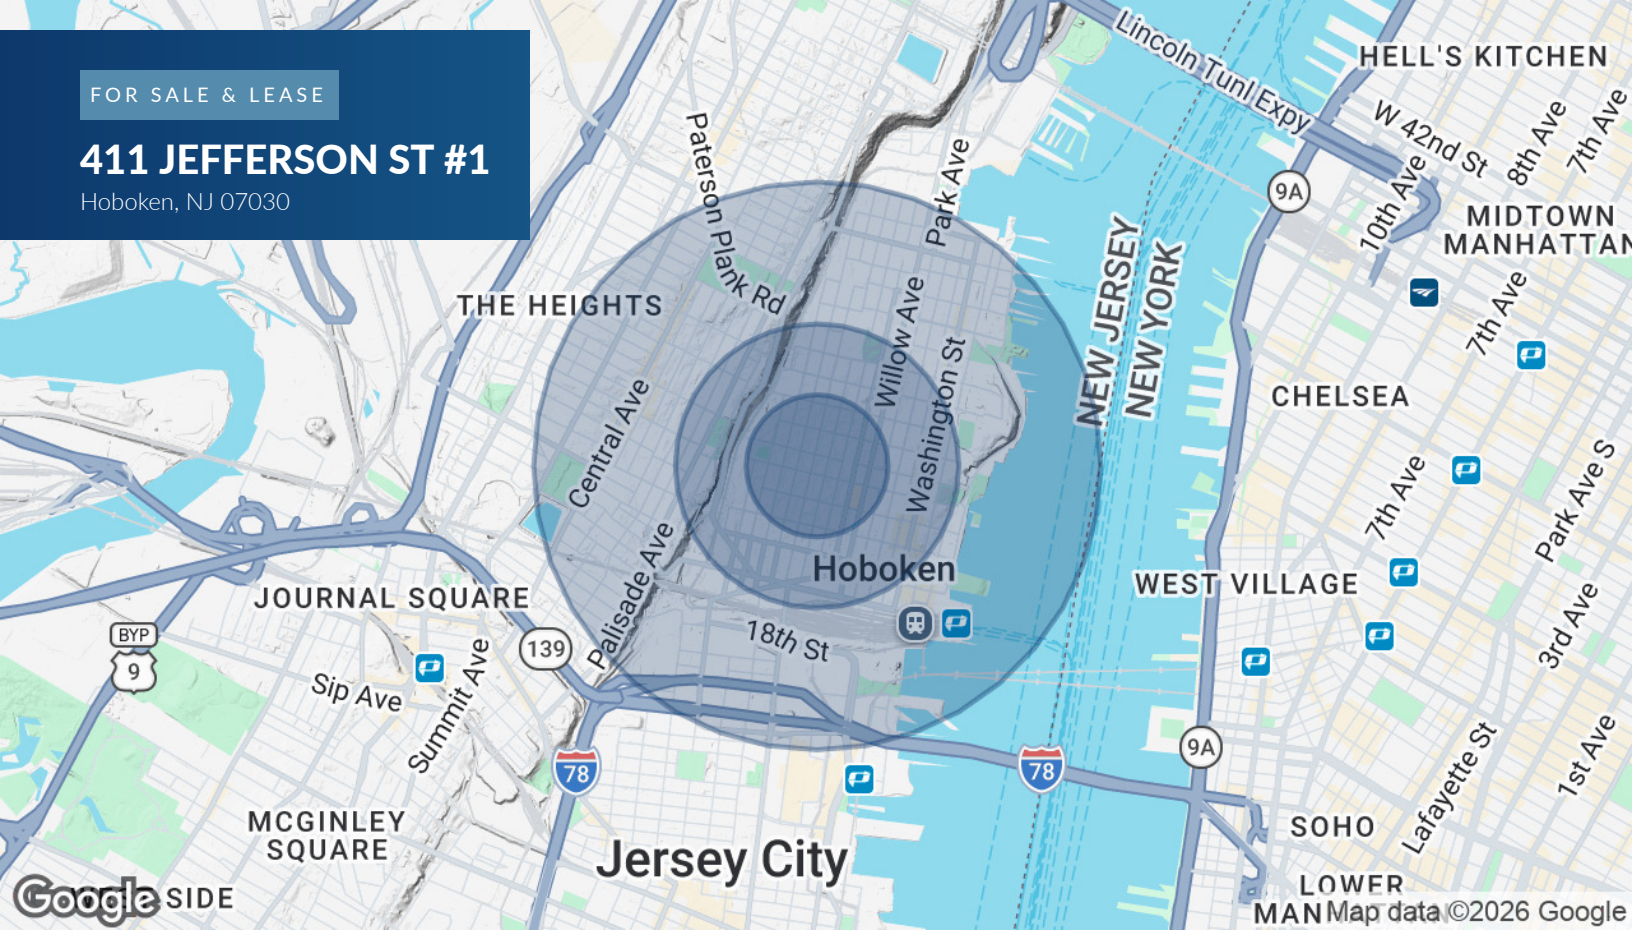 FOR SALE & LEASE
411 JEFFERSON ST #1
Hoboken, NJ 07030
Lincoln Tunl Expy
HELL'S KITCHEN
W 42nd St
8th Ave
7th Ave
10th Ave
9A
MIDTOWN
MANHATTAN
Paterson Plank Rd
Park Ave
NEW JERSEY
NEW YORK
THE HEIGHTS
Willow Ave
Washington St
7th Ave
CHELSEA
Central Ave
7th Ave
Park Ave S
Palisade Ave
Hoboken
WEST VILLAGE
JOURNAL SQUARE
18th St
BYP
9
139
3rd Ave
Sip Ave
Summit Ave
78
78
9A
Lafayette St
1st Ave
MCGINLEY
SQUARE
Jersey City
SOHO
LOWER
MANHATTAN
WEST SIDE
Google
Map data ©2026 Google